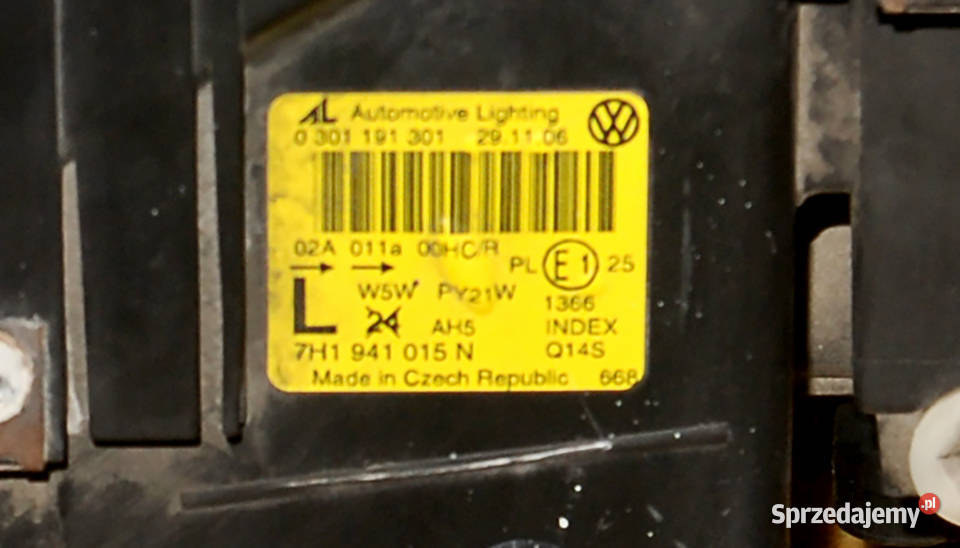 AL Automotive Lighting
0 301 191 301 29.11.06
02A 011a 00HC/R
PL E1 25
W5W PY21W
1366
L 24 AH5 INDEX
7H1 941 015 N Q14S
Made in Czech Republic 668
Sprzedajemy.pl